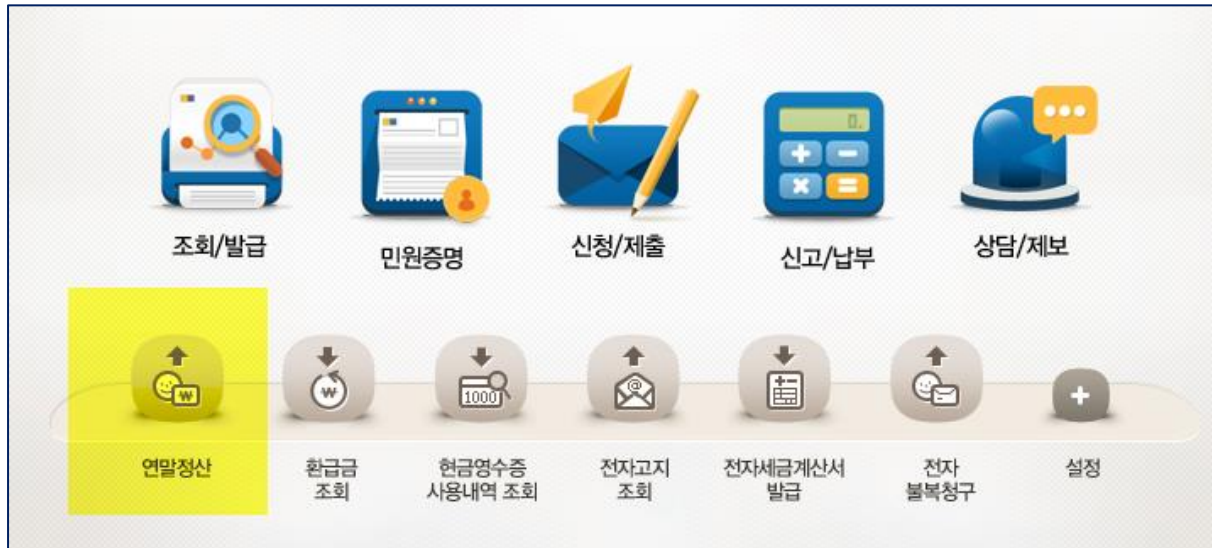 조회/발급
민원증명
신청/제출
신고/납부
상담/제보
0.
1000
연말정산
환급금
조회
현금영수증
사용내역 조회
전자고지
조회
전자세금계산서
발급
전자
불복청구
설정